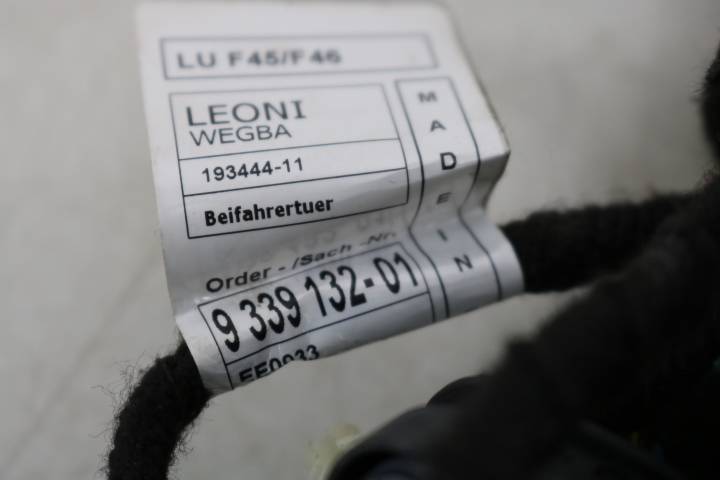 LU F45/F46
LEONI
WEGBA
193444-11
Beifahrertuer
MADE IN
Order - /Sach -Nr.
9 339 132-01
EE0033